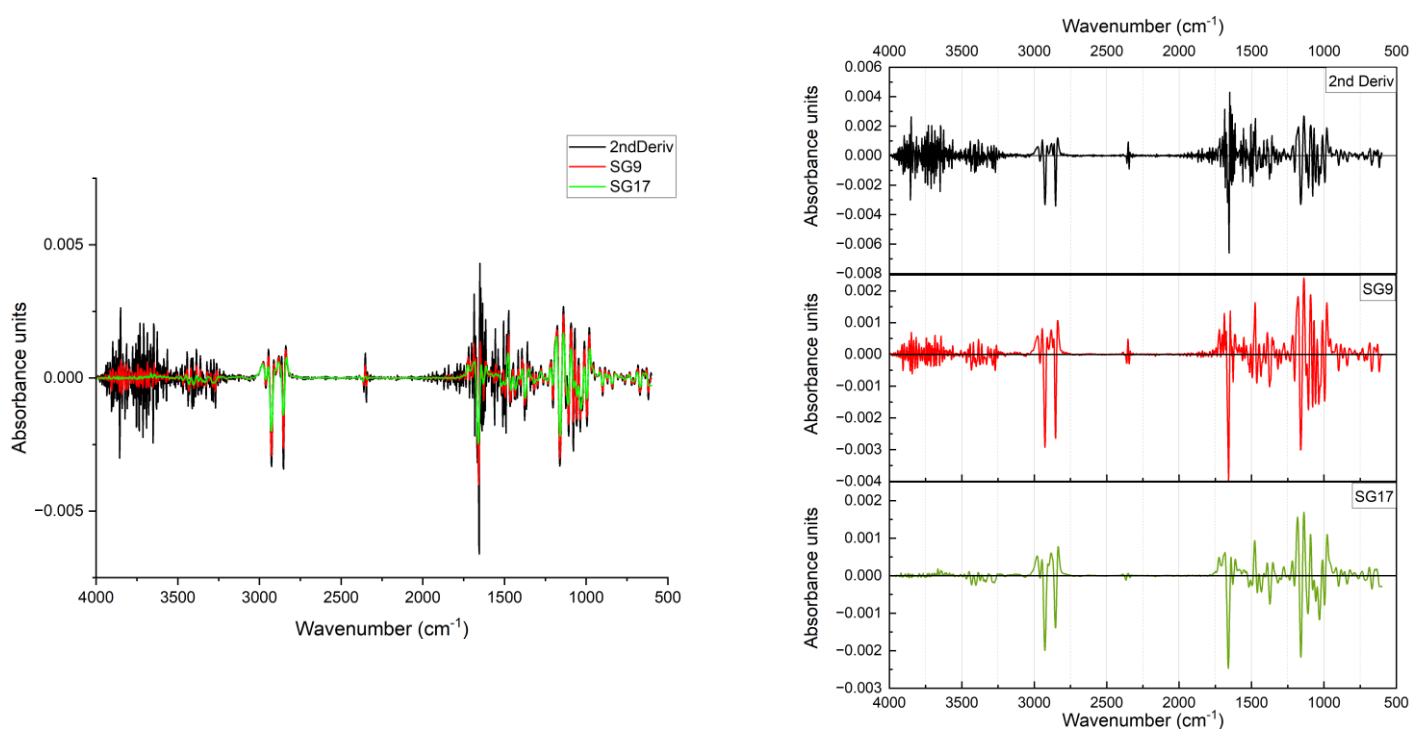 2ndDeriv
SG9
SG17
0.005
0.000
−0.005
Absorbance units
4000 3500 3000 2500 2000 1500 1000 500
Wavenumber (cm-1)
Wavenumber (cm-1)
4000 3500 3000 2500 2000 1500 1000 500
2nd Deriv
0.006
0.004
0.002
0.000
−0.002
−0.004
−0.006
−0.008
Absorbance units
SG9
0.002
0.001
0.000
−0.001
−0.002
−0.003
−0.004
Absorbance units
SG17
0.002
0.001
0.000
−0.001
−0.002
−0.003
Absorbance units
4000 3500 3000 2500 2000 1500 1000 500
Wavenumber (cm-1)